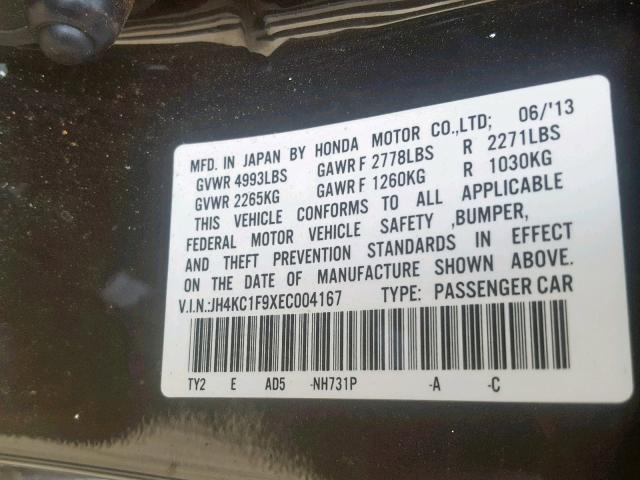 MFD. IN JAPAN BY HONDA MOTOR CO.,LTD; 06/'13
GVWR 4993LBS GAWR F 2778LBS R 2271LBS
GVWR 2265KG GAWR F 1260KG R 1030KG
THIS VEHICLE CONFORMS TO ALL APPLICABLE
FEDERAL MOTOR VEHICLE SAFETY ,BUMPER,
AND THEFT PREVENTION STANDARDS IN EFFECT
ON THE DATE OF MANUFACTURE SHOWN ABOVE.
V.I.N.:JH4KC1F9XEC004167 TYPE: PASSENGER CAR
TY2 E AD5 -NH731P -A -C